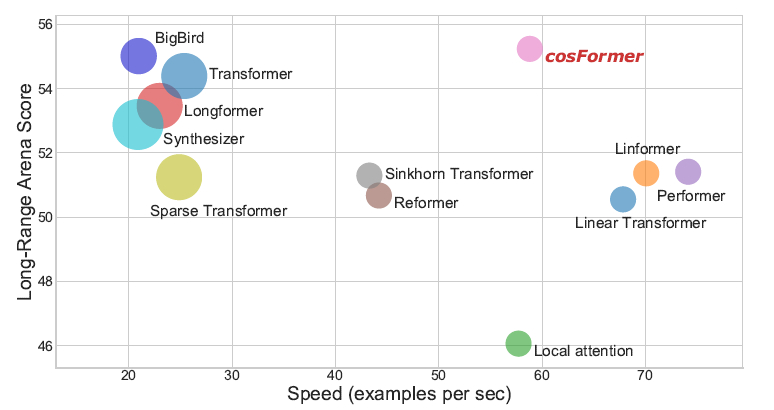 56
54
52
50
48
46
Long-Range Arena Score
BigBird
Transformer
Longformer
Synthesizer
Sparse Transformer
cosFormer
Sinkhorn Transformer
Reformer
Linformer
Performer
Linear Transformer
Local attention
20 30 40 50 60 70
Speed (examples per sec)